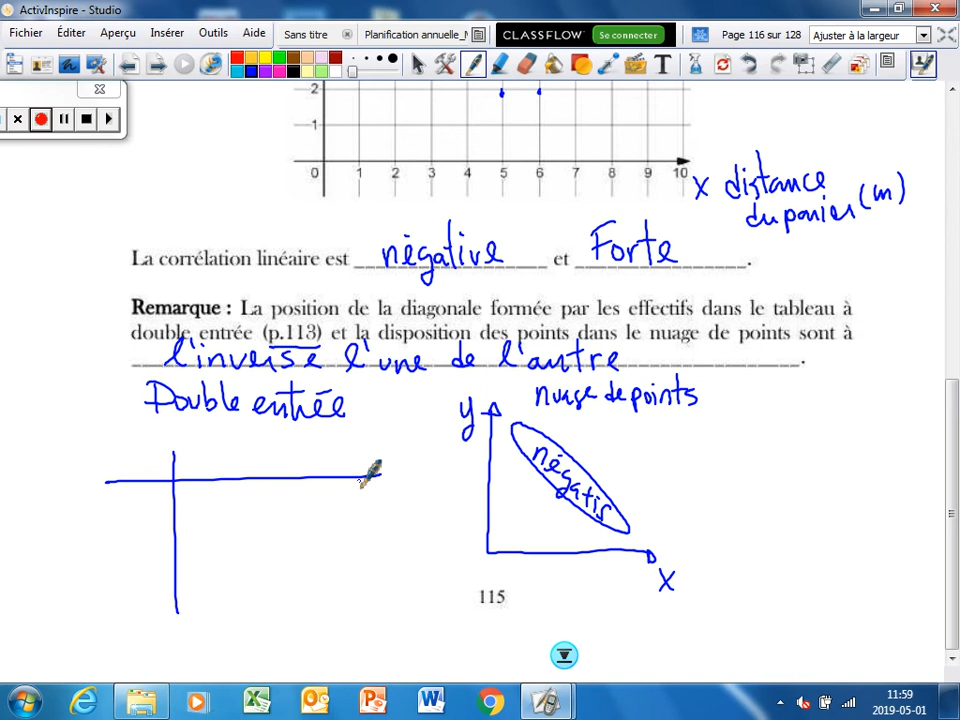 ActivInspire - Studio
Fichier Éditer Aperçu Insérer Outils Aide Sans titre Planification annuelle_N CLASSFLOW Se connecter Page 116 sur 128 Ajuster à la largeur
2
1
0 1 2 3 4 5 6 7 8 9 10
x distance
du panier (m)
La corrélation linéaire est négative et Forte.
Remarque : La position de la diagonale formée par les effectifs dans le tableau à
double entrée (p.113) et la disposition des points dans le nuage de points sont à
l'inverse l'une de l'autre.
Double entrée
nuage de points
y
négatif
x
115
11:59
2019-05-01